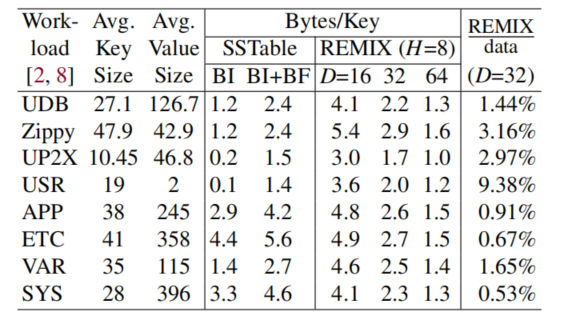 Work- Avg. Avg. Bytes/Key REMIX
load Key Value SSTable REMIX (H=8) data
[2, 8] Size Size BI BI+BF D=16 32 64 (D=32)
UDB 27.1 126.7 1.2 2.4 4.1 2.2 1.3 1.44%
Zippy 47.9 42.9 1.2 2.4 5.4 2.9 1.6 3.16%
UP2X 10.45 46.8 0.2 1.5 3.0 1.7 1.0 2.97%
USR 19 2 0.1 1.4 3.6 2.0 1.2 9.38%
APP 38 245 2.9 4.2 4.8 2.6 1.5 0.91%
ETC 41 358 4.4 5.6 4.9 2.7 1.5 0.67%
VAR 35 115 1.4 2.7 4.6 2.5 1.4 1.65%
SYS 28 396 3.3 4.6 4.1 2.3 1.3 0.53%